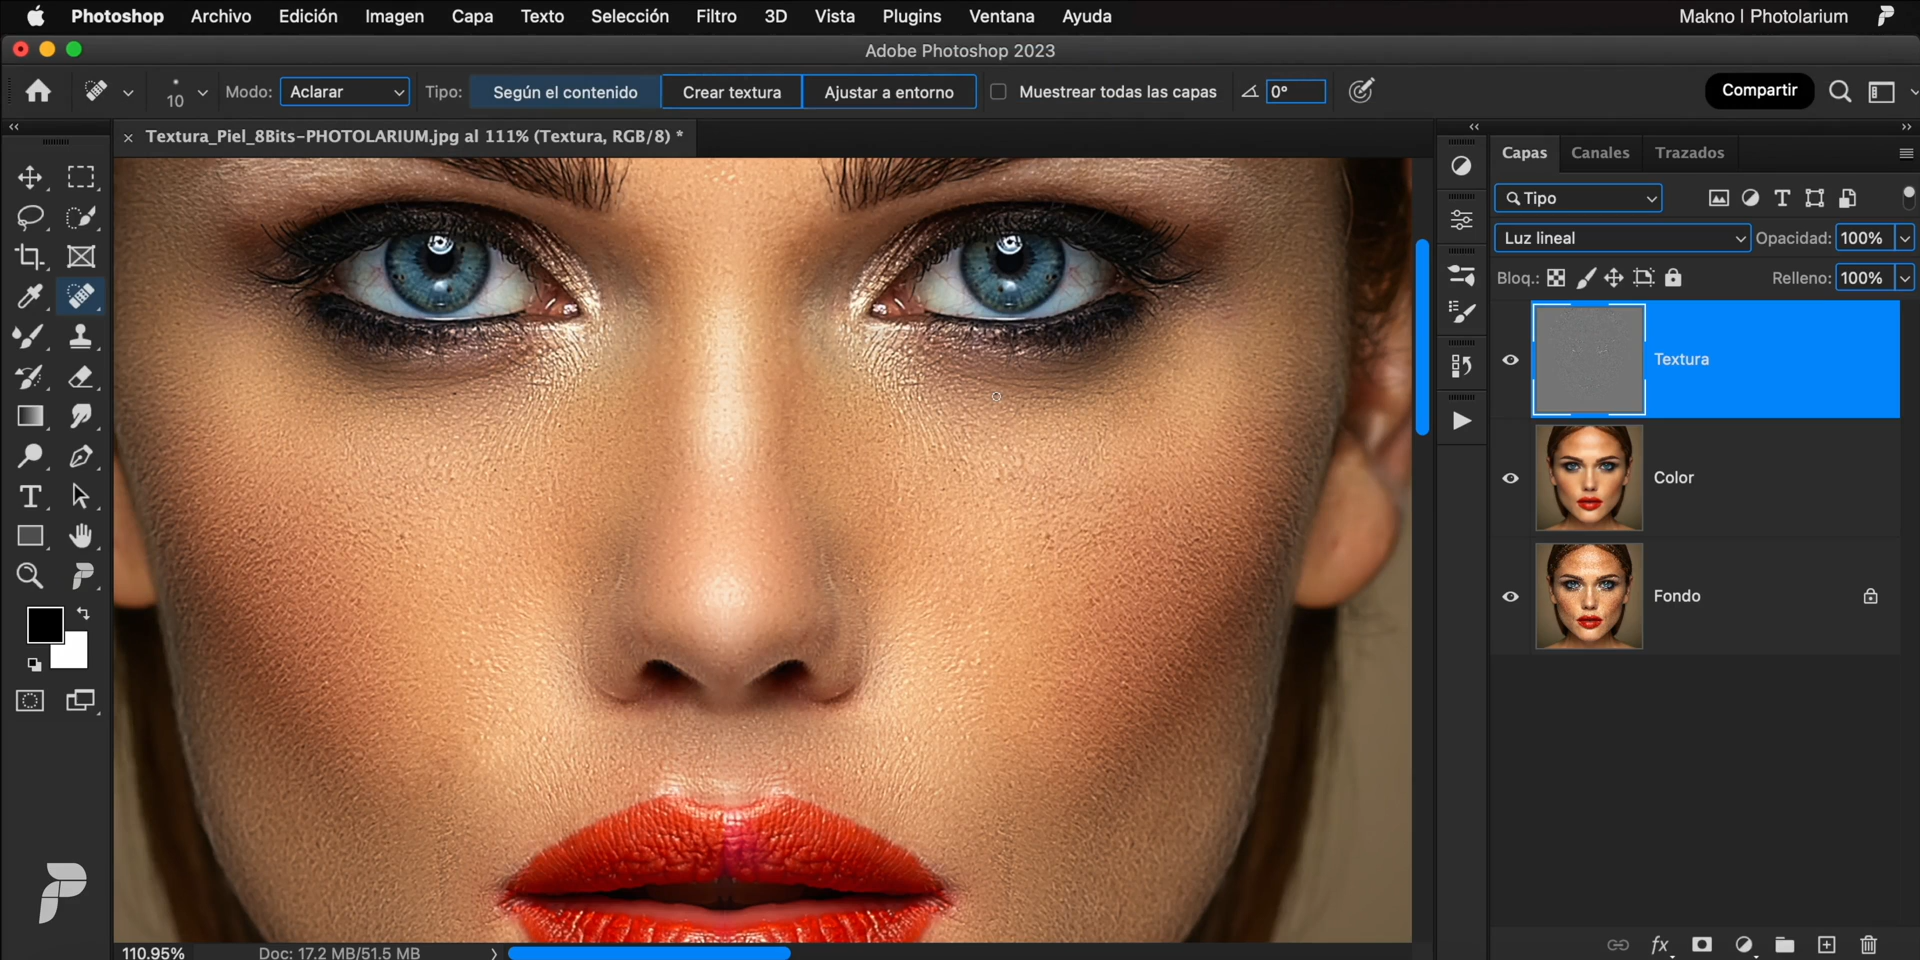 Photoshop Archivo Edición Imagen Capa Texto Selección Filtro 3D Vista Plugins Ventana Ayuda Makno | Photolarium
Adobe Photoshop 2023
10 Modo: Aclarar Tipo: Según el contenido Crear textura Ajustar a entorno Muestrear todas las capas 0° Compartir
Textura_Piel_8Bits-PHOTOLARIUM.jpg al 111% (Textura, RGB/8) *
Capas Canales Trazados
Tipo
Luz lineal Opacidad: 100%
Bloq.: Relleno: 100%
Textura
Color
Fondo
fx
110.95% Doc: 17.2 MB/51.5 MB